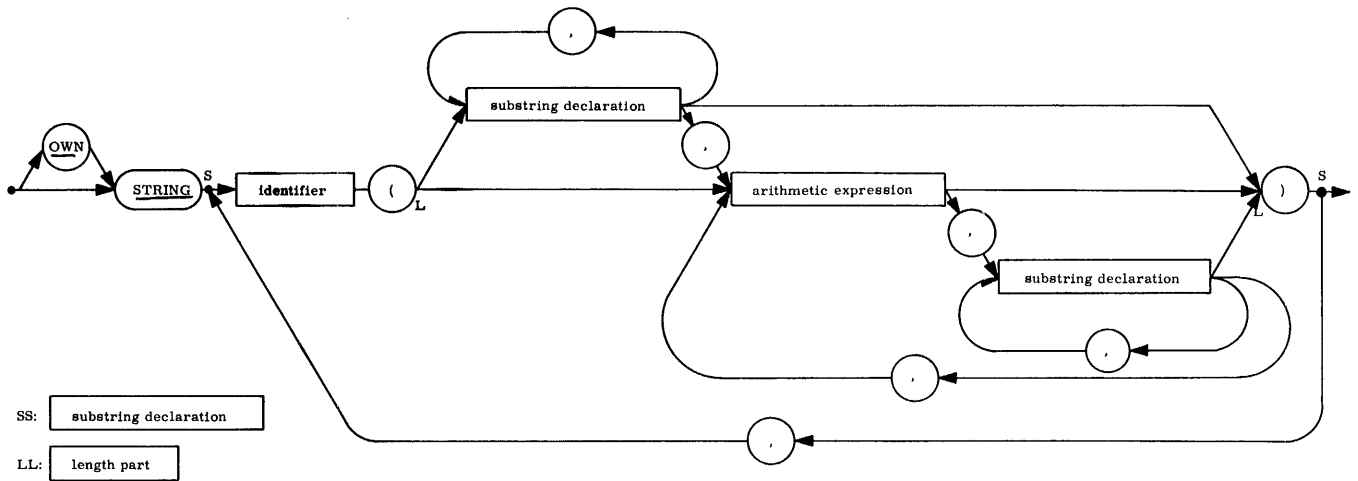 ,
substring declaration
,
OWN
STRING
S
identifier
(
L
arithmetic expression
L
)
S
,
substring declaration
,
,
SS: substring declaration
,
LL: length part